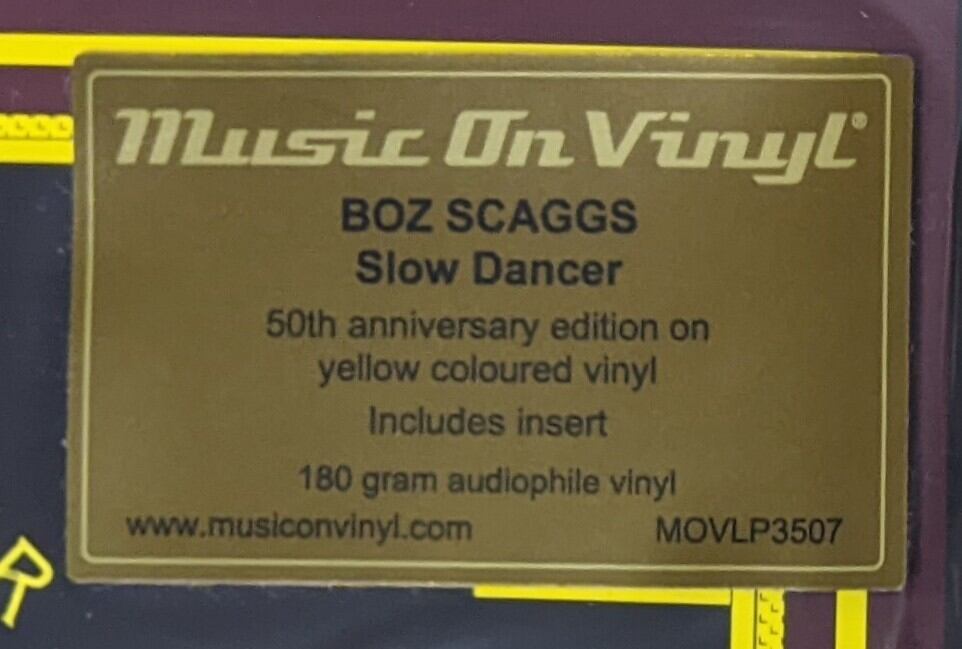 Music On Vinyl®
BOZ SCAGGS
Slow Dancer
50th anniversary edition on
yellow coloured vinyl
Includes insert
180 gram audiophile vinyl
www.musiconvinyl.com MOVLP3507